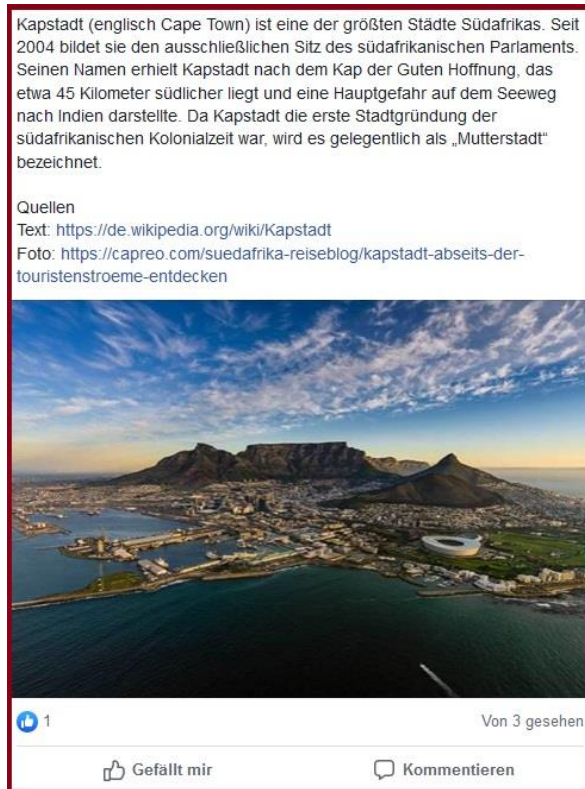 Kapstadt (englisch Cape Town) ist eine der größten Städte Südafrikas. Seit
2004 bildet sie den ausschließlichen Sitz des südafrikanischen Parlaments.
Seinen Namen erhielt Kapstadt nach dem Kap der Guten Hoffnung, das
etwa 45 Kilometer südlicher liegt und eine Hauptgefahr auf dem Seeweg
nach Indien darstellte. Da Kapstadt die erste Stadtgründung der
südafrikanischen Kolonialzeit war, wird es gelegentlich als „Mutterstadt“
bezeichnet.
Quellen
Text: https://de.wikipedia.org/wiki/Kapstadt
Foto: https://capreo.com/suedafrika-reiseblog/kapstadt-abseits-der-
touristenstroeme-entdecken
1
Von 3 gesehen
Gefällt mir
Kommentieren